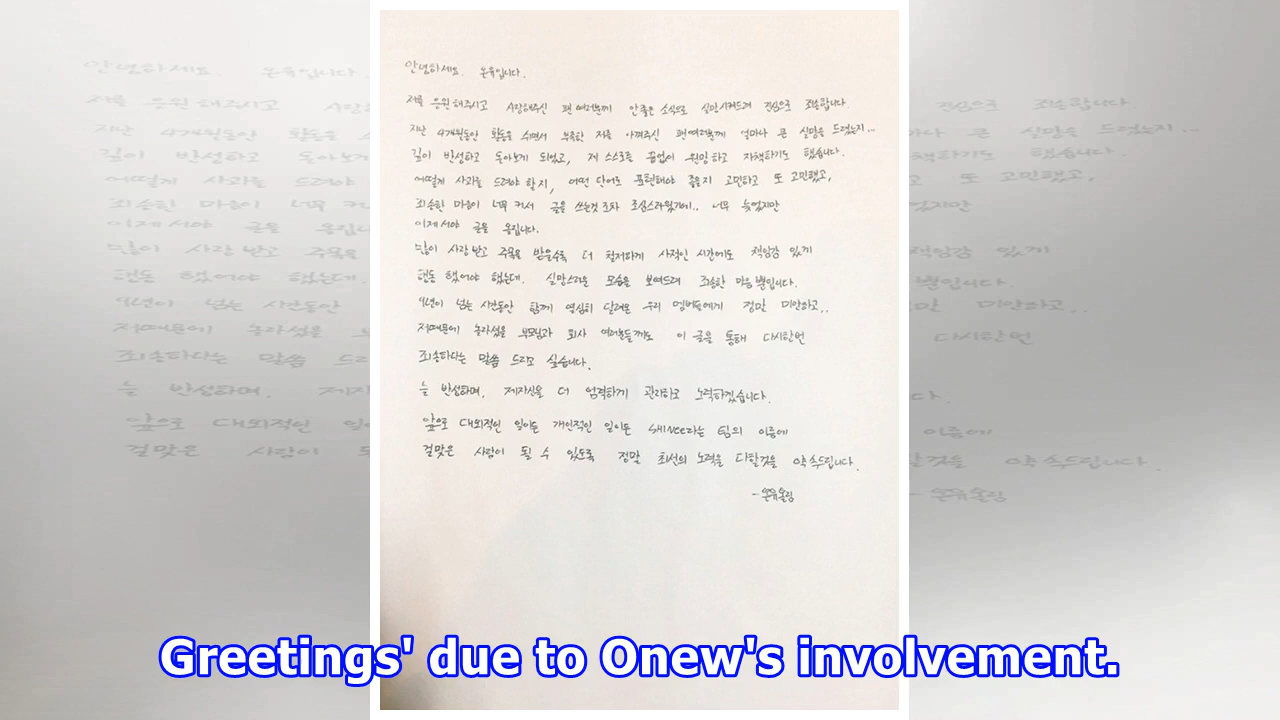 안녕하세요. 온유입니다.
저를 응원해주시고 사랑해주신 팬 여러분께 안 좋은 소식으로 실망시켜드려 진심으로 죄송합니다
지난 4개월동안 활동을 쉬면서 부족한 저를 아껴주신 팬 여러분께 얼마나 큰 실망을 드렸는지...
깊이 반성하고 돌아보게 되었고, 제 스스로를 끝없이 원망하고 자책하기도 했습니다.
어떻게 사과를 드려야 할지, 어떤 단어로 표현해야 좋을지 고민하고 또 고민했고,
죄송한 마음이 너무 커서 글을 쓰는것 조차 조심스러웠기에.. 너무 늦었지만
이제서야 글을 올립니다.
많이 사랑 받고 주목을 받을수록 더 철저하게 사적인 시간에도 책임감 있게
행동 했어야 했는데. 실망스러운 모습을 보여드려 죄송한 마음 뿐입니다.
9년이 넘는 시간동안 함께 열심히 달려온 우리 멤버들에게 정말 미안하고..
저때문에 놀라셨을 부모님과 회사 여러분들께도 이 글을 통해 다시한번
죄송하다는 말씀 드리고 싶습니다.
늘 반성하며, 제자신을 더 엄격하게 관리하고 노력하겠습니다.
앞으로 대외적인 일이든 개인적인 일이든 SHINee라는 팀의 이름에
걸맞은 사람이 될 수 있도록 정말 최선의 노력을 다할것을 약속드립니다.
- 온유올림
Greetings' due to Onew's involvement.